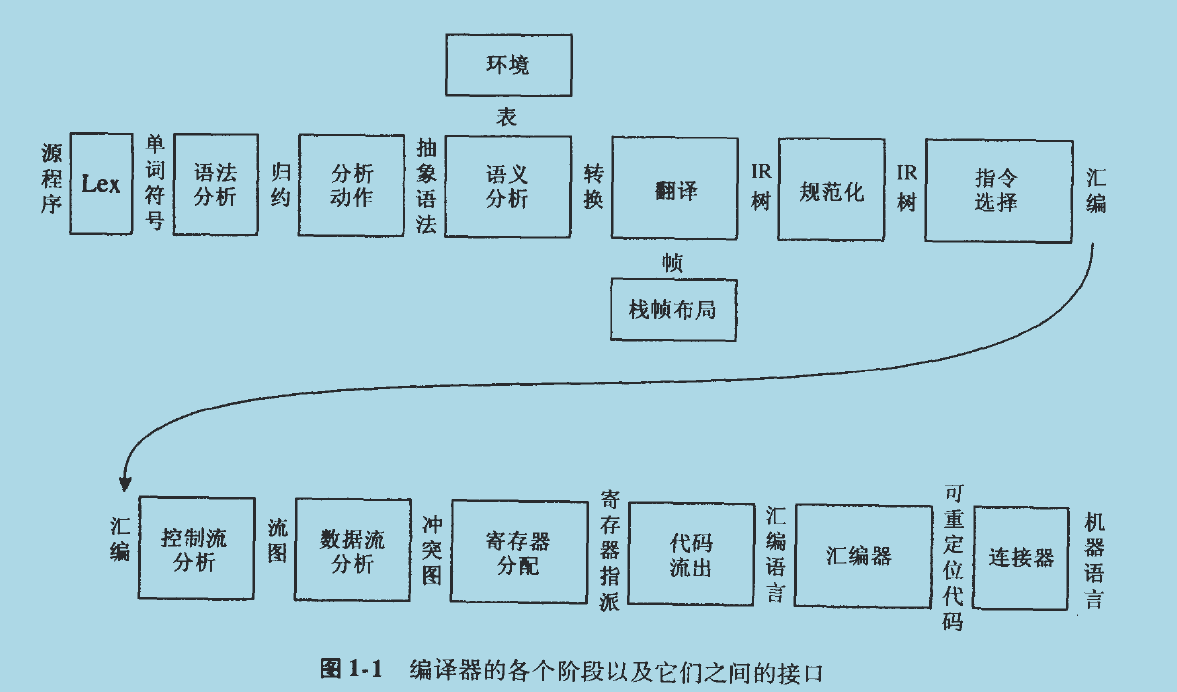 环境
表
源程序
Lex
单词符号
语法
分析
归约
分析
动作
抽象语法
语义
分析
转换
翻译
IR
树
规范化
IR
树
指令
选择
汇编
帧
栈帧布局
汇编
控制流
分析
流图
数据流
分析
冲突图
寄存器
分配
寄存器指派
代码
流出
汇编语言
汇编器
可重定位代码
连接器
机器语言
图 1-1 编译器的各个阶段以及它们之间的接口